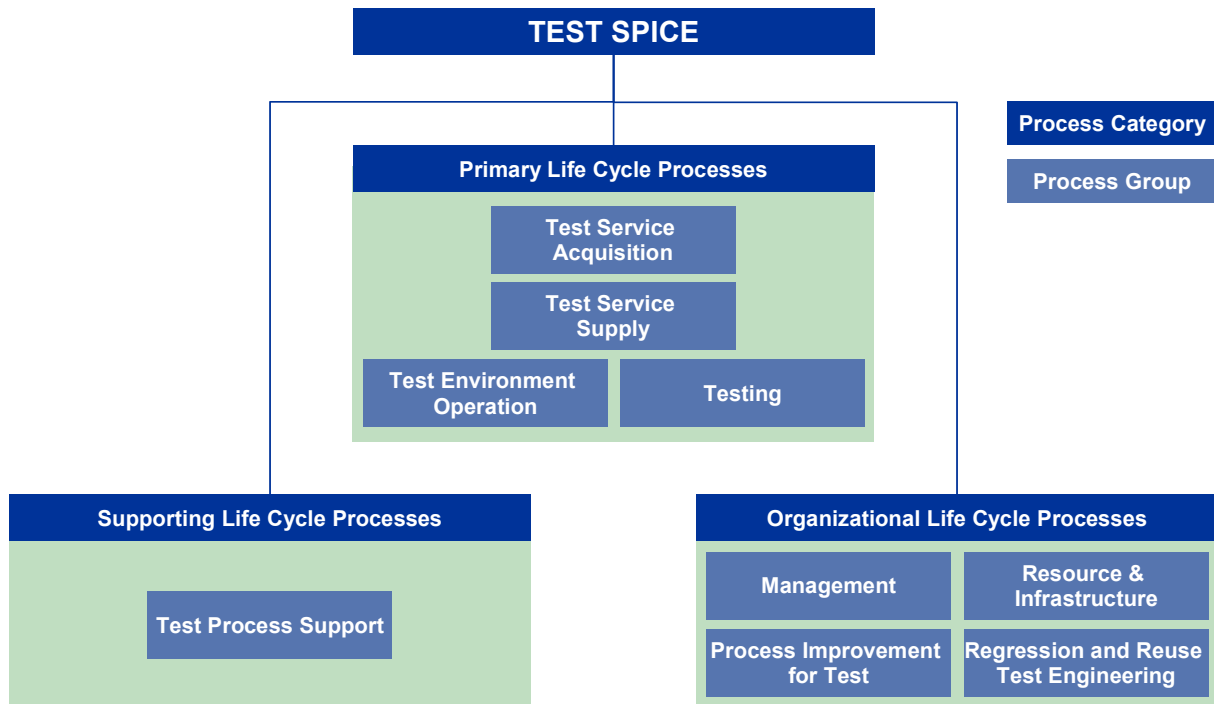 TEST SPICE
Process Category
Process Group
Primary Life Cycle Processes
Test Service
Acquisition
Test Service
Supply
Test Environment
Operation
Testing
Supporting Life Cycle Processes
Test Process Support
Organizational Life Cycle Processes
Management
Resource &
Infrastructure
Process Improvement
for Test
Regression and Reuse
Test Engineering